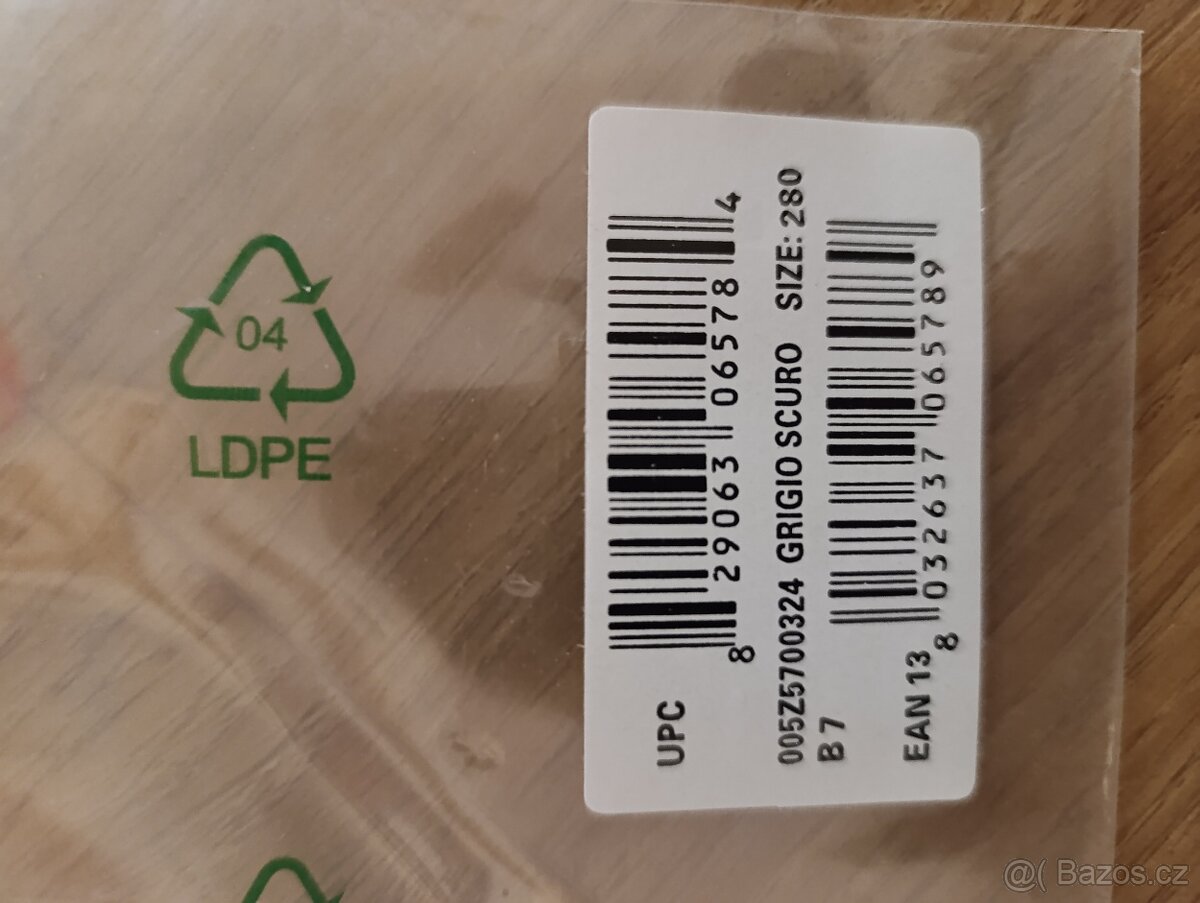 04
LDPE
UPC
8 29063 06578 4
005Z5700324 GRIGIO SCURO SIZE: 280
B 7
EAN 13
8 032637 065789
@( Bazos.cz